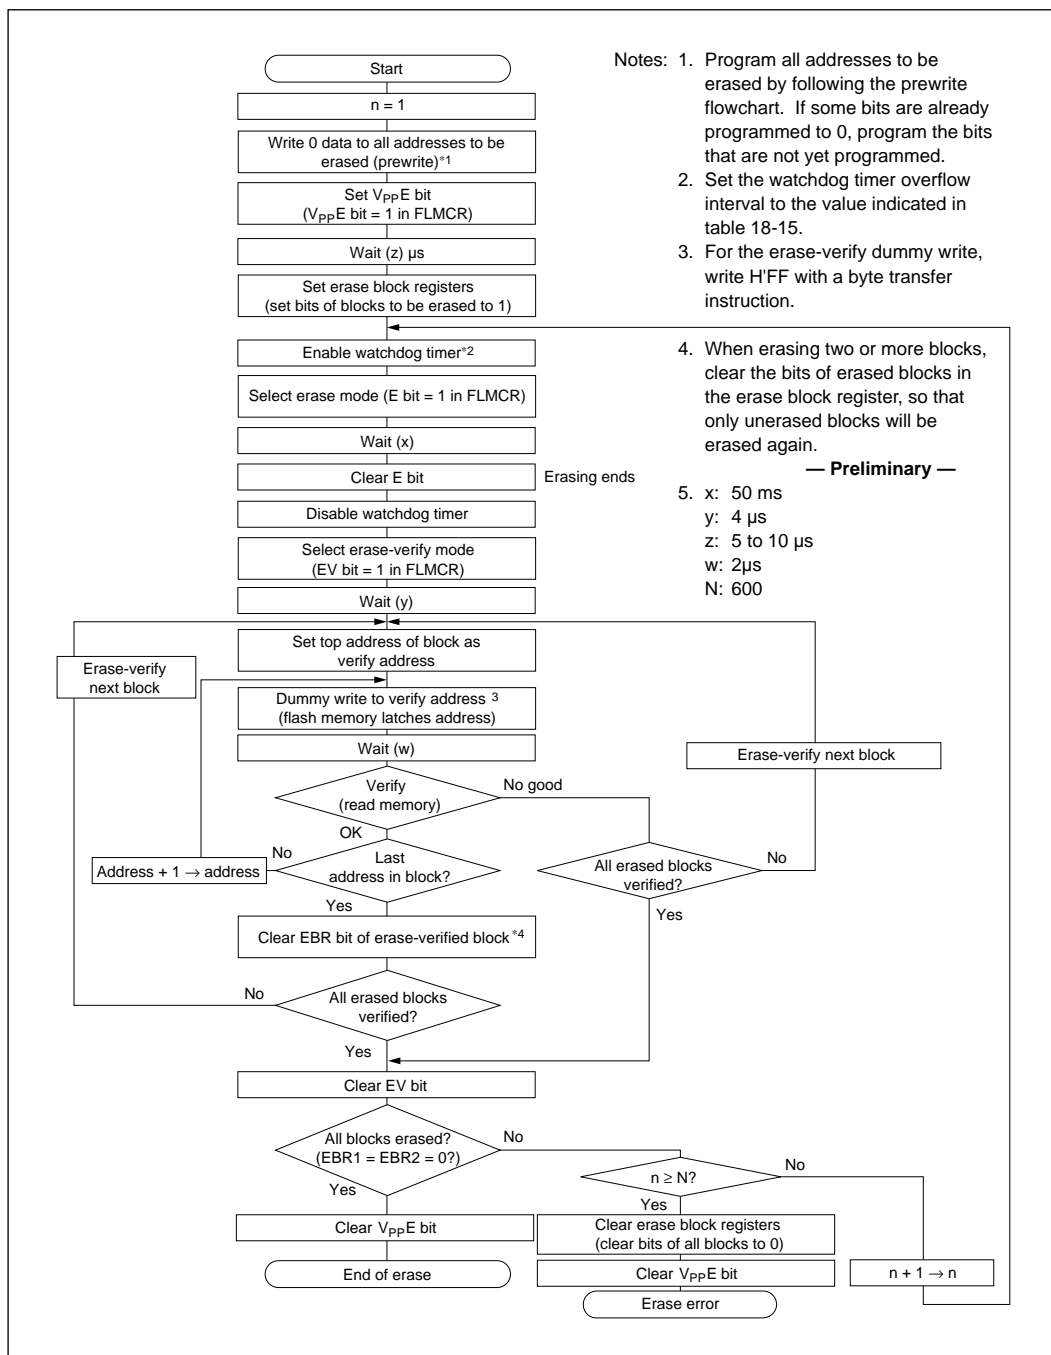 Start
n = 1
Write 0 data to all addresses to be
erased (prewrite)*1
Set VPPE bit
(VPPE bit = 1 in FLMCR)
Wait (z) µs
Set erase block registers
(set bits of blocks to be erased to 1)
Enable watchdog timer*2
Select erase mode (E bit = 1 in FLMCR)
Wait (x)
Clear E bit
Erasing ends
Disable watchdog timer
Select erase-verify mode
(EV bit = 1 in FLMCR)
Wait (y)
Set top address of block as
verify address
Erase-verify
next block
Dummy write to verify address 3
(flash memory latches address)
Wait (w)
Erase-verify next block
Verify
(read memory)
No good
OK
Last
address in block?
No
Address + 1 → address
Yes
All erased blocks
verified?
No
Yes
Clear EBR bit of erase-verified block*4
All erased blocks
verified?
No
Yes
Clear EV bit
All blocks erased?
(EBR1 = EBR2 = 0?)
No
Yes
n ≥ N?
No
Yes
Clear VPPE bit
Clear erase block registers
(clear bits of all blocks to 0)
End of erase
Clear VPPE bit
n + 1 → n
Erase error
Notes: 1. Program all addresses to be
erased by following the prewrite
flowchart. If some bits are already
programmed to 0, program the bits
that are not yet programmed.
2. Set the watchdog timer overflow
interval to the value indicated in
table 18-15.
3. For the erase-verify dummy write,
write H'FF with a byte transfer
instruction.
4. When erasing two or more blocks,
clear the bits of erased blocks in
the erase block register, so that
only unerased blocks will be
erased again.
— Preliminary —
5. x: 50 ms
y: 4 µs
z: 5 to 10 µs
w: 2µs
N: 600